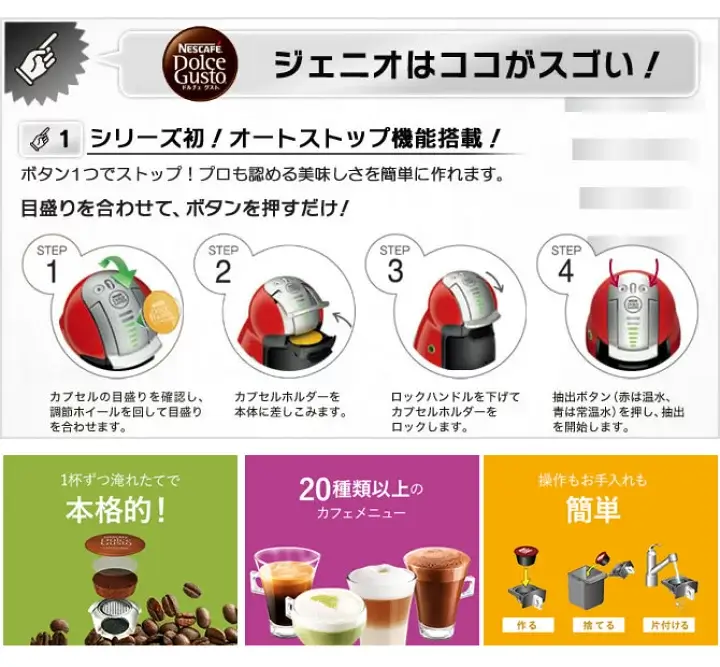 NESCAFÉ
Dolce
Gusto
ドルチェ グスト
ジェニオはココがスゴい!
1 シリーズ初!オートストップ機能搭載!
ボタン1つでストップ!プロも認める美味しさを簡単に作れます。
目盛りを合わせて、ボタンを押すだけ!
STEP
1
カプセルの目盛りを確認し、
調節ホイールを回して目盛り
を合わせます。
STEP
2
カプセルホルダーを
本体に差しこみます。
STEP
3
ロックハンドルを下げて
カプセルホルダーを
ロックします。
STEP
4
抽出ボタン(赤は温水、
青は常温水)を押し、抽出
を開始します。
1杯ずつ淹れたてで
本格的!
20種類以上の
カフェメニュー
操作もお手入れも
簡単
作る
捨てる
片付ける